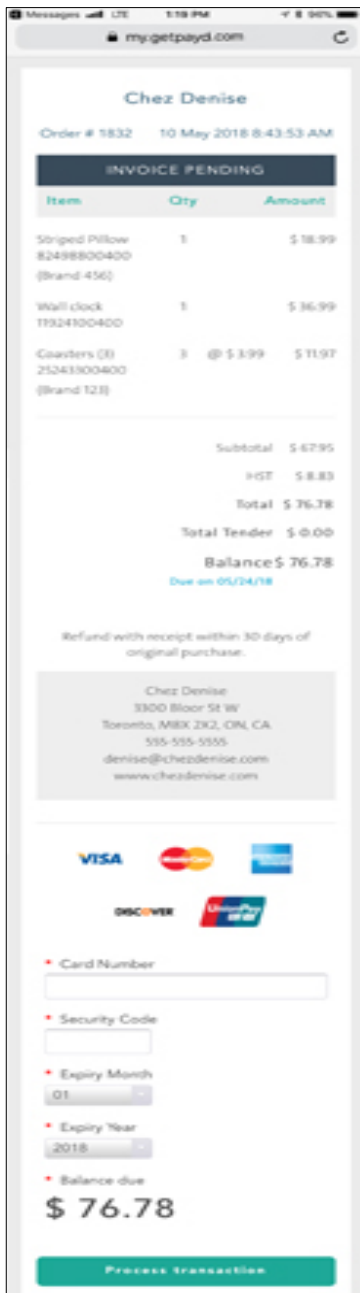 Messages LTE 1:19 PM 90%
my.getpayd.com
Chez Denise
Order # 1832 10 May 2018 8:43:53 AM
INVOICE PENDING
Item Qty Amount
Striped Pillow 1 $ 18.99
82498800400
(Brand 456)
Wall clock 1 $ 36.99
11924100400
Coasters (3) 3 @ $ 3.99 $ 11.97
25243300400
(Brand 123)
Subtotal $ 67.95
HST $ 8.83
Total $ 76.78
Total Tender $ 0.00
Balance $ 76.78
Due on 05/24/18
Refund with receipt within 30 days of
original purchase.
Chez Denise
3300 Bloor St W
Toronto, M8X 2X2, ON, CA
555-555-5555
denise@chezdenise.com
www.chezdenise.com
VISA MasterCard
DISCOVER UnionPay
* Card Number
* Security Code
* Expiry Month
01
* Expiry Year
2018
* Balance due
$ 76.78
Process transaction